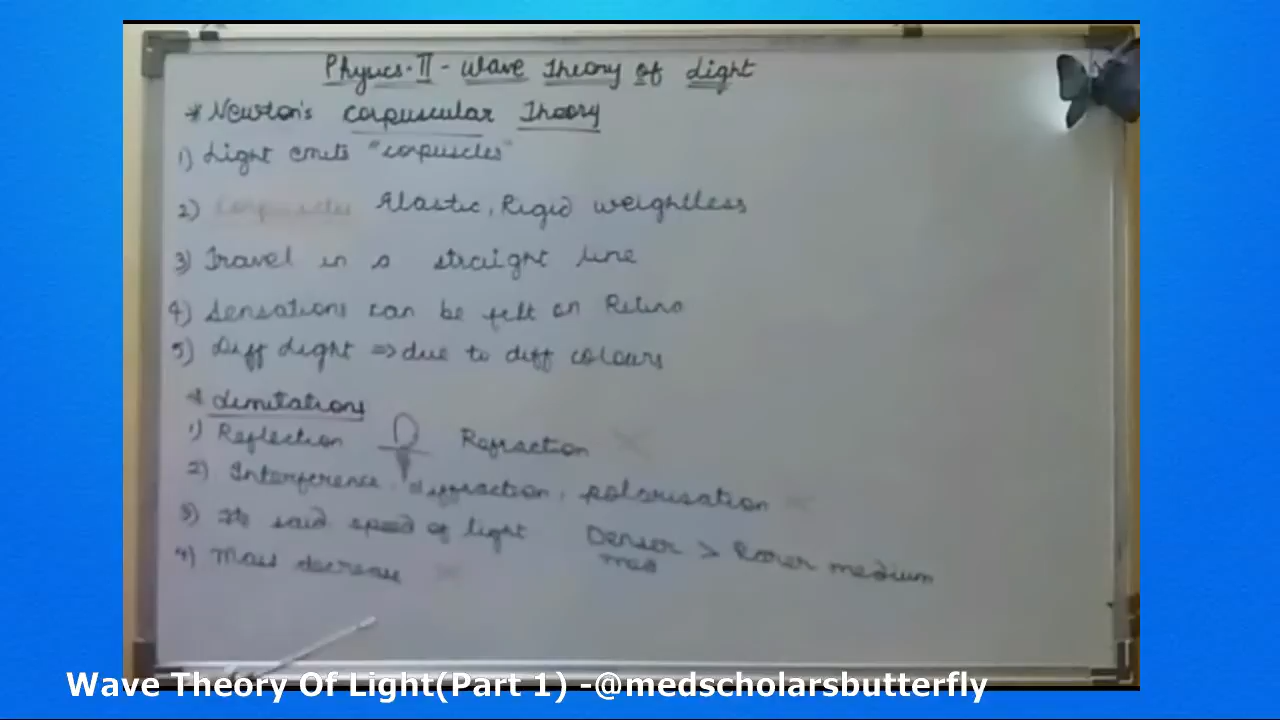 Physics-II - Wave Theory of Light
* Newton's Corpuscular Theory
1) Light emits "corpuscles"
2) Corpuscles Elastic, Rigid weightless
3) Travel in a straight line
4) Sensations can be felt on Retina
5) Diff Light => due to diff colours
* Limitations
1) Reflection Refraction ×
2) Interference, diffraction, polarisation ×
3) It said speed of light Denser > Rarer medium
med
4) Mass decrease ×
Wave Theory Of Light(Part 1) -@medscholarsbutterfly